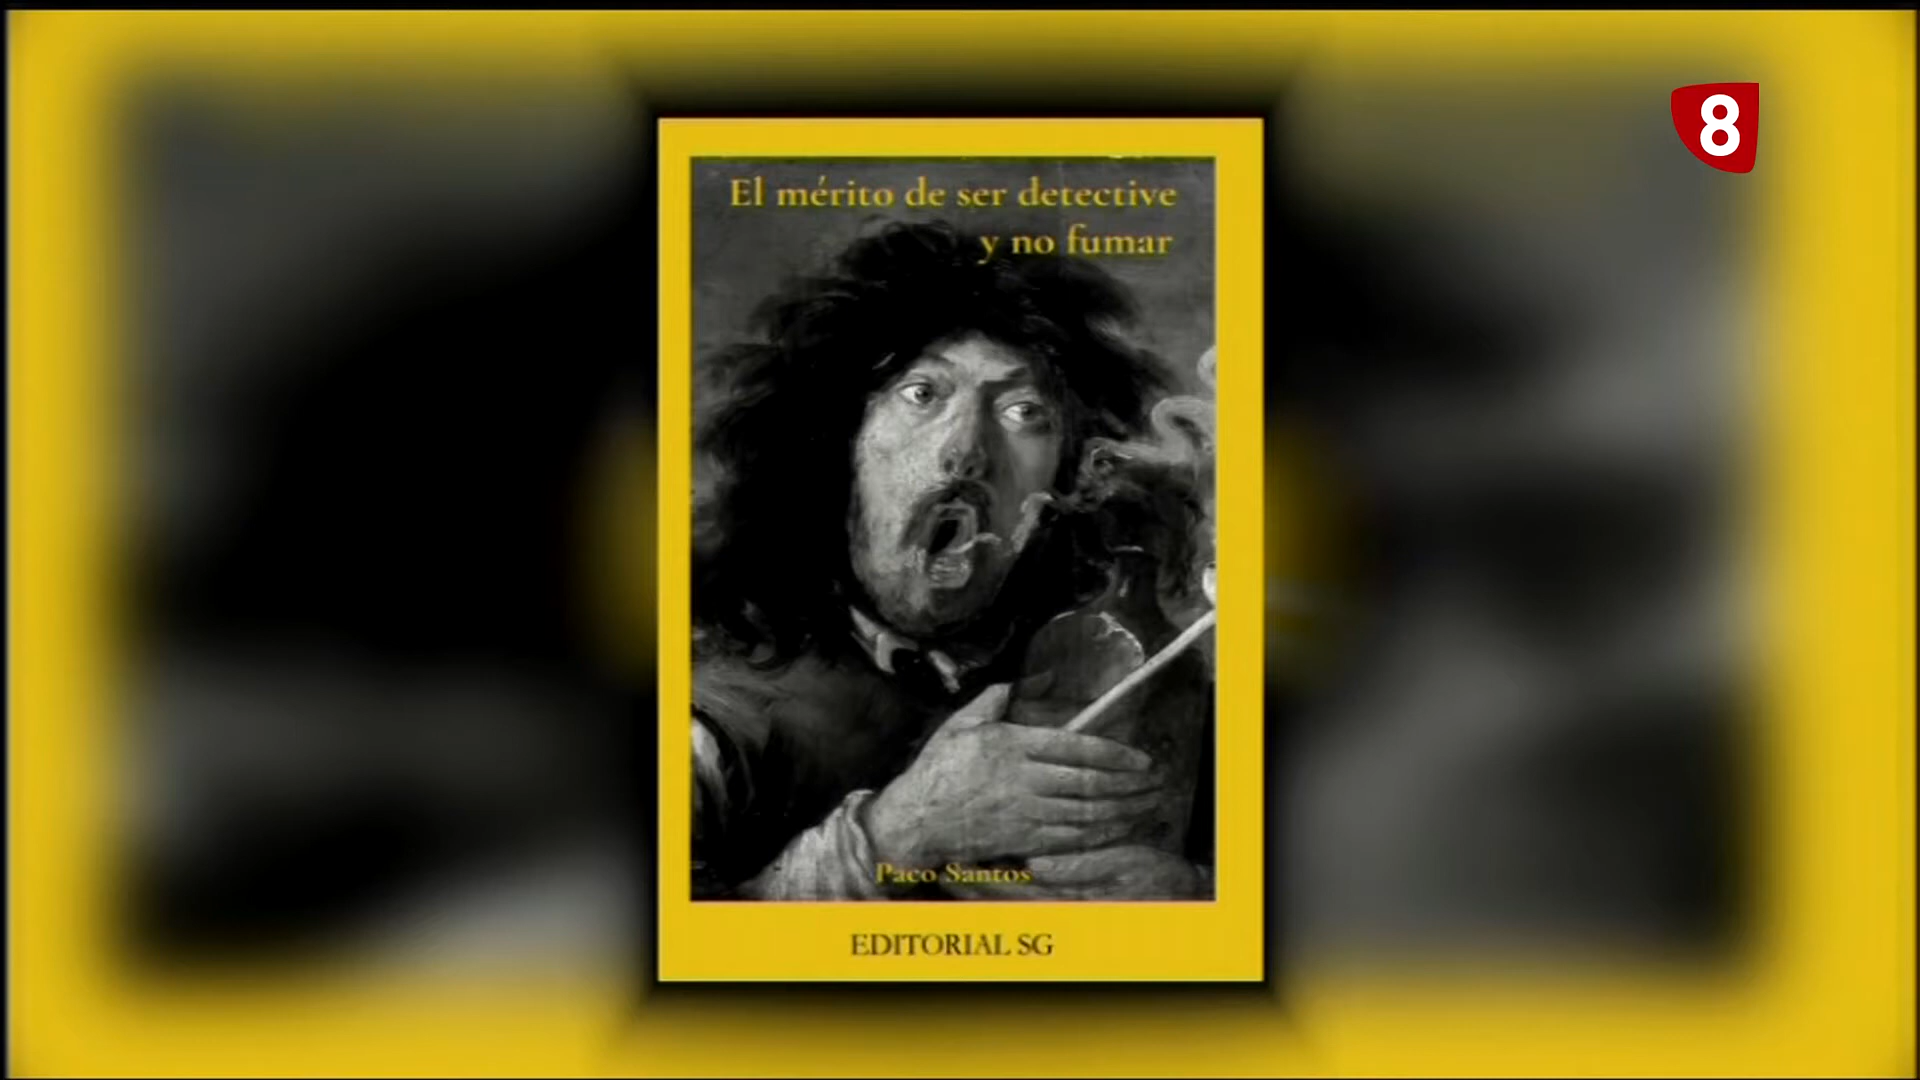 8
El mérito de ser detective
y no fumar
Paco Santos
EDITORIAL SG